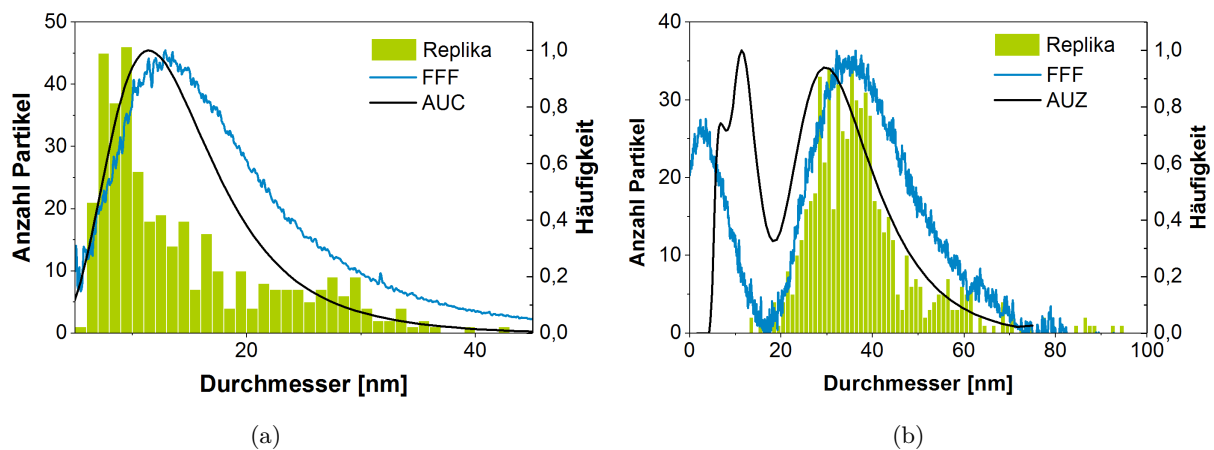 50
40
30
20
10
0
Anzahl Partikel
Replika
FFF
AUC
1,0
0,8
0,6
0,4
0,2
0,0
Häufigkeit
20
40
Durchmesser [nm]
(a)
40
30
20
10
0
Anzahl Partikel
Replika
FFF
AUZ
1,0
0,8
0,6
0,4
0,2
0,0
Häufigkeit
0
20
40
60
80
100
Durchmesser [nm]
(b)